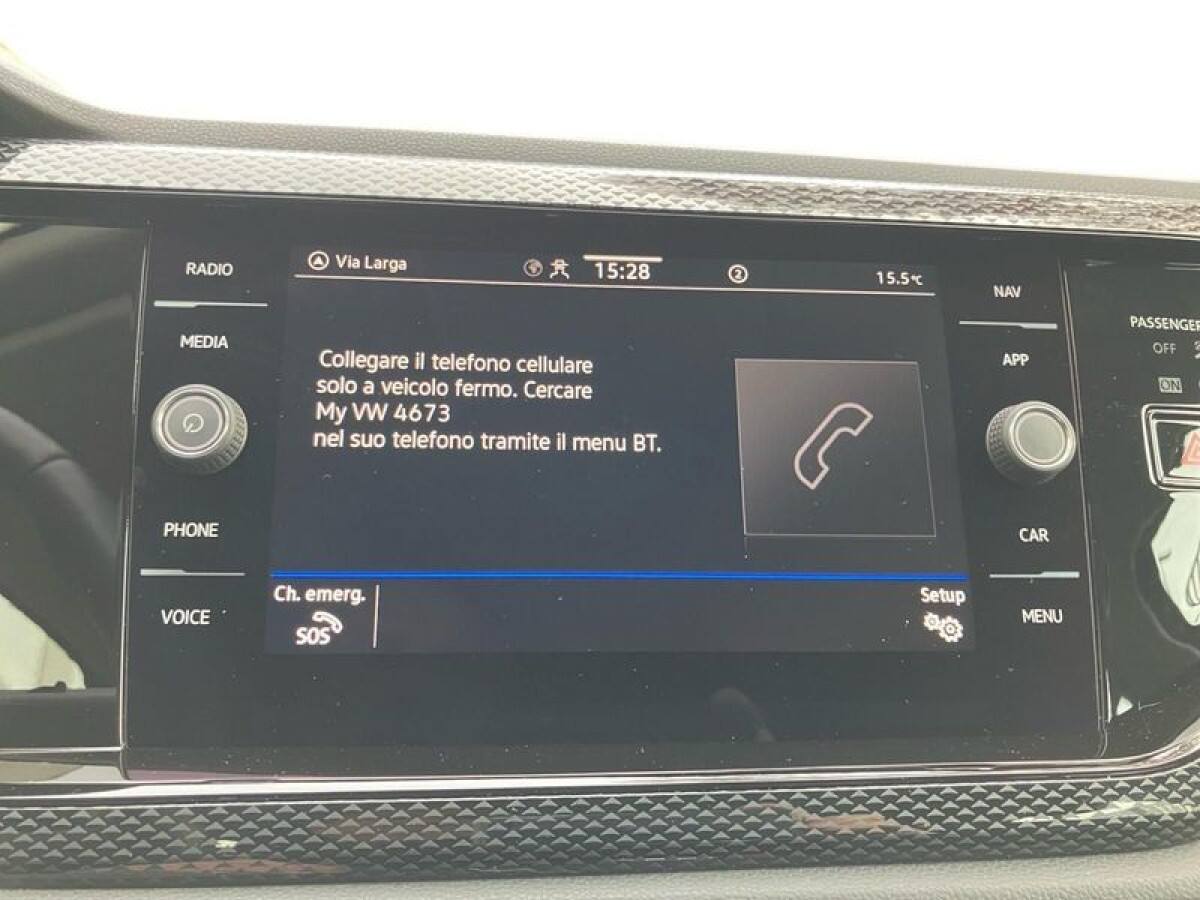 RADIO
MEDIA
PHONE
VOICE
Via Larga
15:28
2
15.5°C
Collegare il telefono cellulare
solo a veicolo fermo. Cercare
My VW 4673
nel suo telefono tramite il menu BT.
Ch. emerg.
SOS
Setup
NAV
APP
CAR
MENU
PASSENGER
OFF
ON